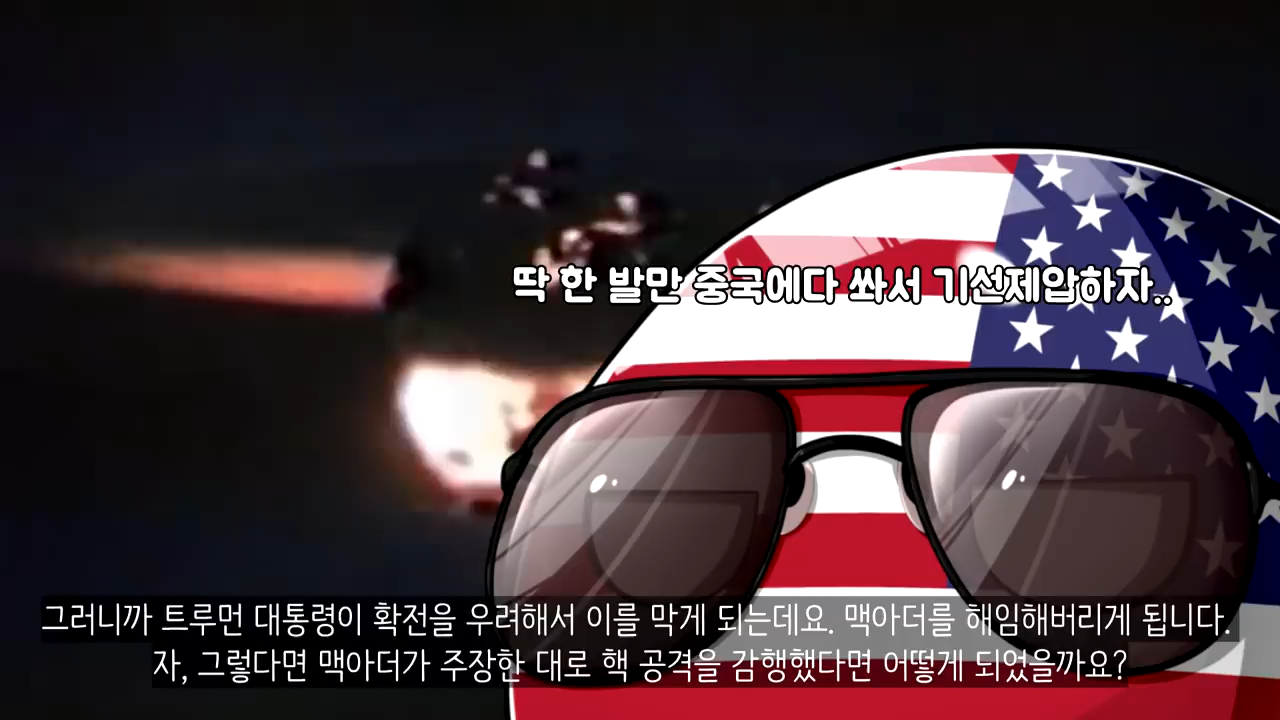 딱 한 발만 중국에다 쏴서 기선제압하자..
그러니까 트루먼 대통령이 확전을 우려해서 이를 막게 되는데요. 맥아더를 해임해버리게 됩니다.
자, 그렇다면 맥아더가 주장한 대로 핵 공격을 감행했다면 어떻게 되었을까요?